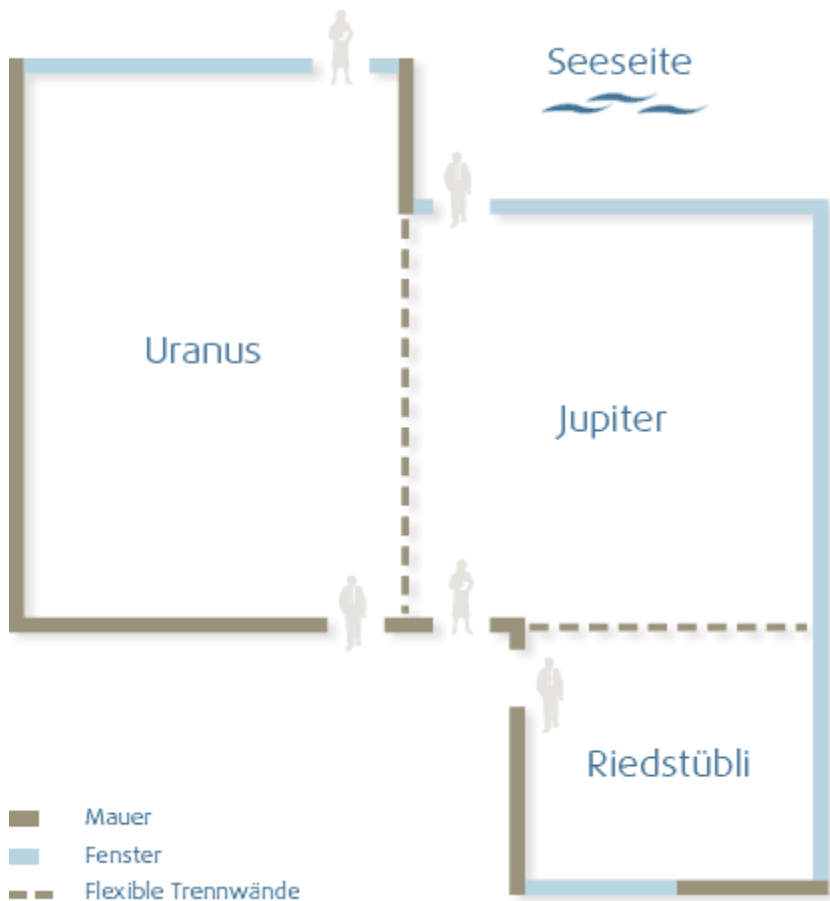 Seeseite
Uranus
Jupiter
Riedstübli
Mauer
Fenster
Flexible Trennwände